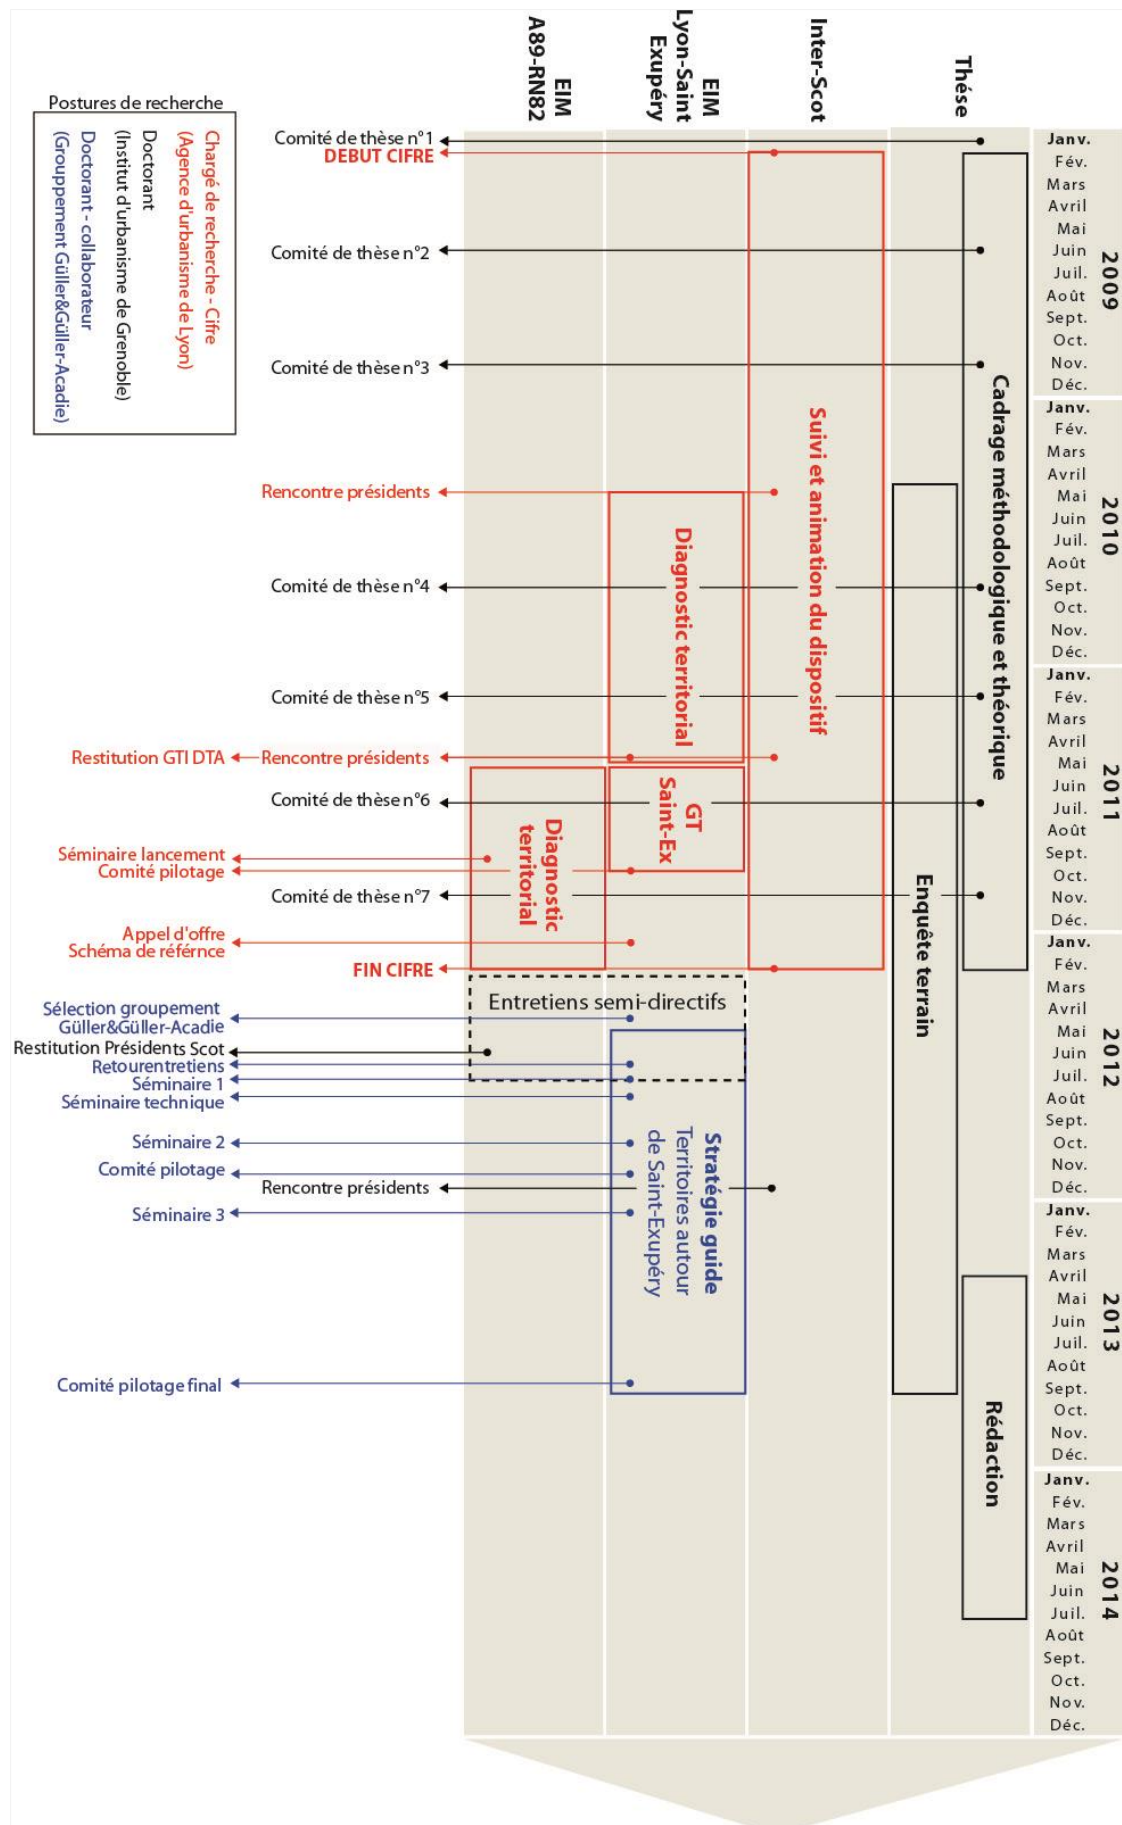 A89-RN82
EIM
Lyon-Saint
Exupéry
EIM
Inter-Scot
Thése
Postures de recherche
Chargé de recherche - Cifre
(Agence d'urbanisme de Lyon)
Doctorant
(Institut d'urbanisme de Grenoble)
Doctorant - collaborateur
(Grouppement Güller&Güller-Acadie)
Comité de thèse n°1
DEBUT CIFRE
Comité de thèse n°2
Comité de thèse n°3
Rencontre présidents
Comité de thèse n°4
Comité de thèse n°5
Restitution GTI DTA
Rencontre présidents
Comité de thèse n°6
Séminaire lancement
Comité pilotage
Comité de thèse n°7
Appel d'offre
Schéma de référnce
FIN CIFRE
Sélection groupement
Güller&Güller-Acadie
Restitution Présidents Scot
Retourentretiens
Séminaire 1
Séminaire technique
Séminaire 2
Comité pilotage
Rencontre présidents
Séminaire 3
Comité pilotage final
Cadrage méthodologique et théorique
Suivi et animation du dispositif
Diagnostic territorial
GT
Saint-Ex
Diagnostic
territorial
Enquête terrain
Entretiens semi-directifs
Stratégie guide
Territoires autour
de Saint-Exupéry
Rédaction
2009
Janv.
Fév.
Mars
Avril
Mai
Juin
Juil.
Août
Sept.
Oct.
Nov.
Déc.
2010
Janv.
Fév.
Mars
Avril
Mai
Juin
Juil.
Août
Sept.
Oct.
Nov.
Déc.
2011
Janv.
Fév.
Mars
Avril
Mai
Juin
Juil.
Août
Sept.
Oct.
Nov.
Déc.
2012
Janv.
Fév.
Mars
Avril
Mai
Juin
Juil.
Août
Sept.
Oct.
Nov.
Déc.
2013
Janv.
Fév.
Mars
Avril
Mai
Juin
Juil.
Août
Sept.
Oct.
Nov.
Déc.
2014
Janv.
Fév.
Mars
Avril
Mai
Juin
Juil.
Août
Sept.
Oct.
Nov.
Déc.